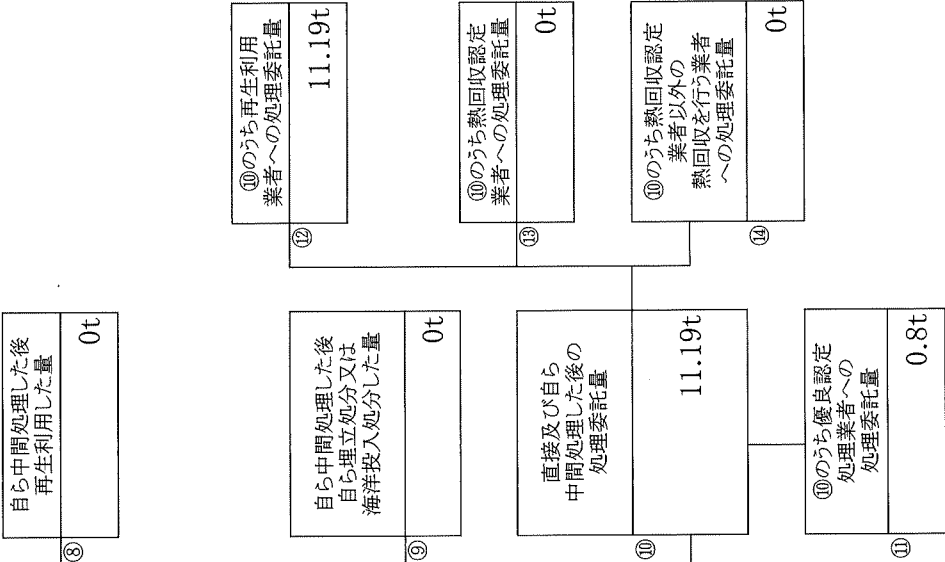 自ら中間処理した後
再生利用した量
⑧
0t
自ら中間処理した後
自ら埋立処分又は
海洋投入処分した量
⑨
0t
直接及び自ら
中間処理した後の
処理委託量
⑩
11.19t
⑩のうち優良認定
処理業者への
処理委託量
⑪
0.8t
⑩のうち再生利用
業者への処理委託量
⑫
11.19t
⑩のうち熱回収認定
業者への処理委託量
⑬
0t
⑩のうち熱回収認定
業者以外の
熱回収を行う業者
への処理委託量
⑭
0t